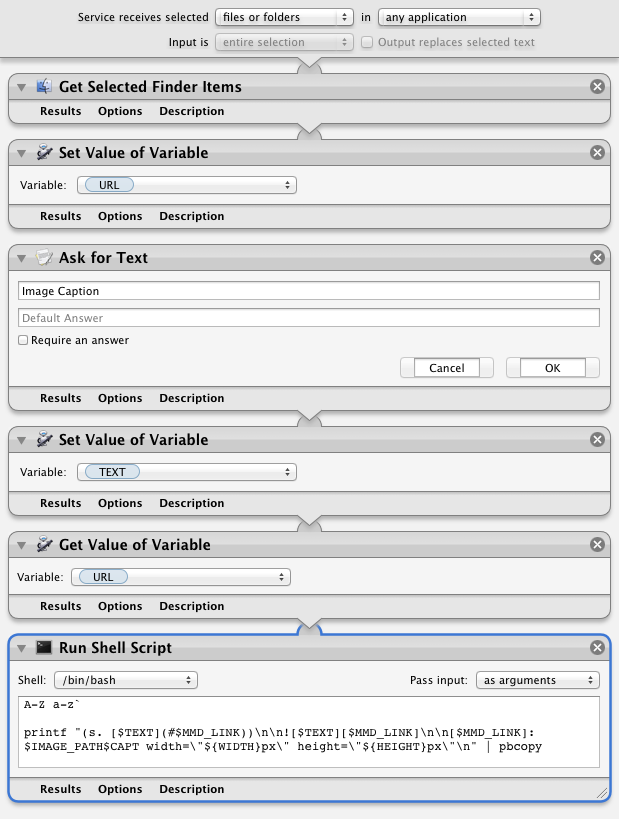 Service receives selected files or folders in any application
Input is entire selection Output replaces selected text
Get Selected Finder Items
Results Options Description
Set Value of Variable
Variable: URL
Results Options Description
Ask for Text
Image Caption
Default Answer
Require an answer
Cancel OK
Results Options Description
Set Value of Variable
Variable: TEXT
Results Options Description
Get Value of Variable
Variable: URL
Results Options Description
Run Shell Script
Shell: /bin/bash Pass input: as arguments
A-Z a-z`
printf "(s. [$TEXT](#$MMD_LINK))\n\n![$TEXT][$MMD_LINK]\n\n[$MMD_LINK]:
$IMAGE_PATH$CAPT width=\"${WIDTH}px\" height=\"${HEIGHT}px\"\n" | pbcopy
Results Options Description